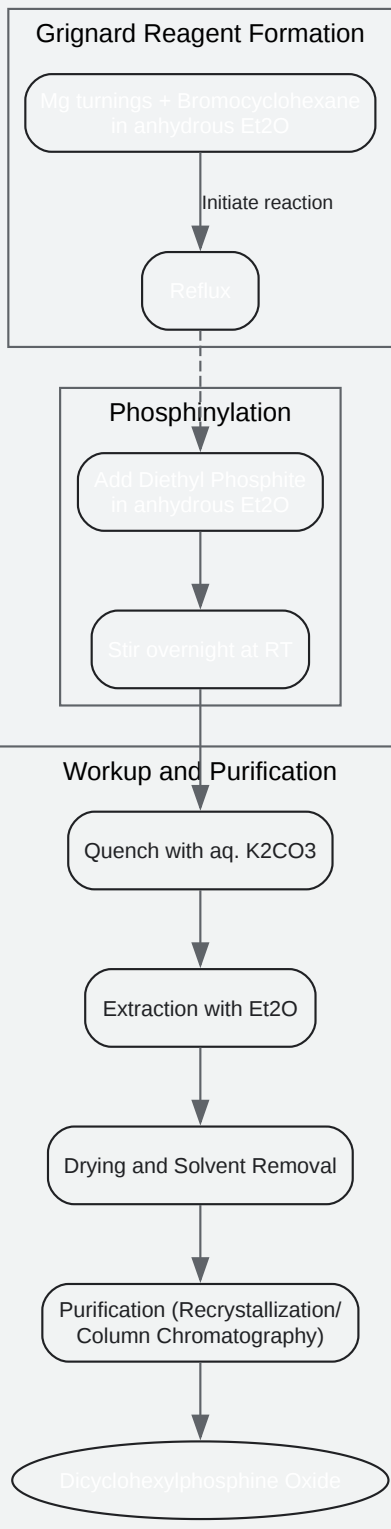 Grignard Reagent Formation
Mg turnings + Bromocyclohexane
in anhydrous Et2O
Initiate reaction
Reflux
Phosphinylation
Add Diethyl Phosphite
in anhydrous Et2O
Stir overnight at RT
Workup and Purification
Quench with aq. K2CO3
Extraction with Et2O
Drying and Solvent Removal
Purification (Recrystallization/
Column Chromatography)
Dicyclohexylphosphine Oxide